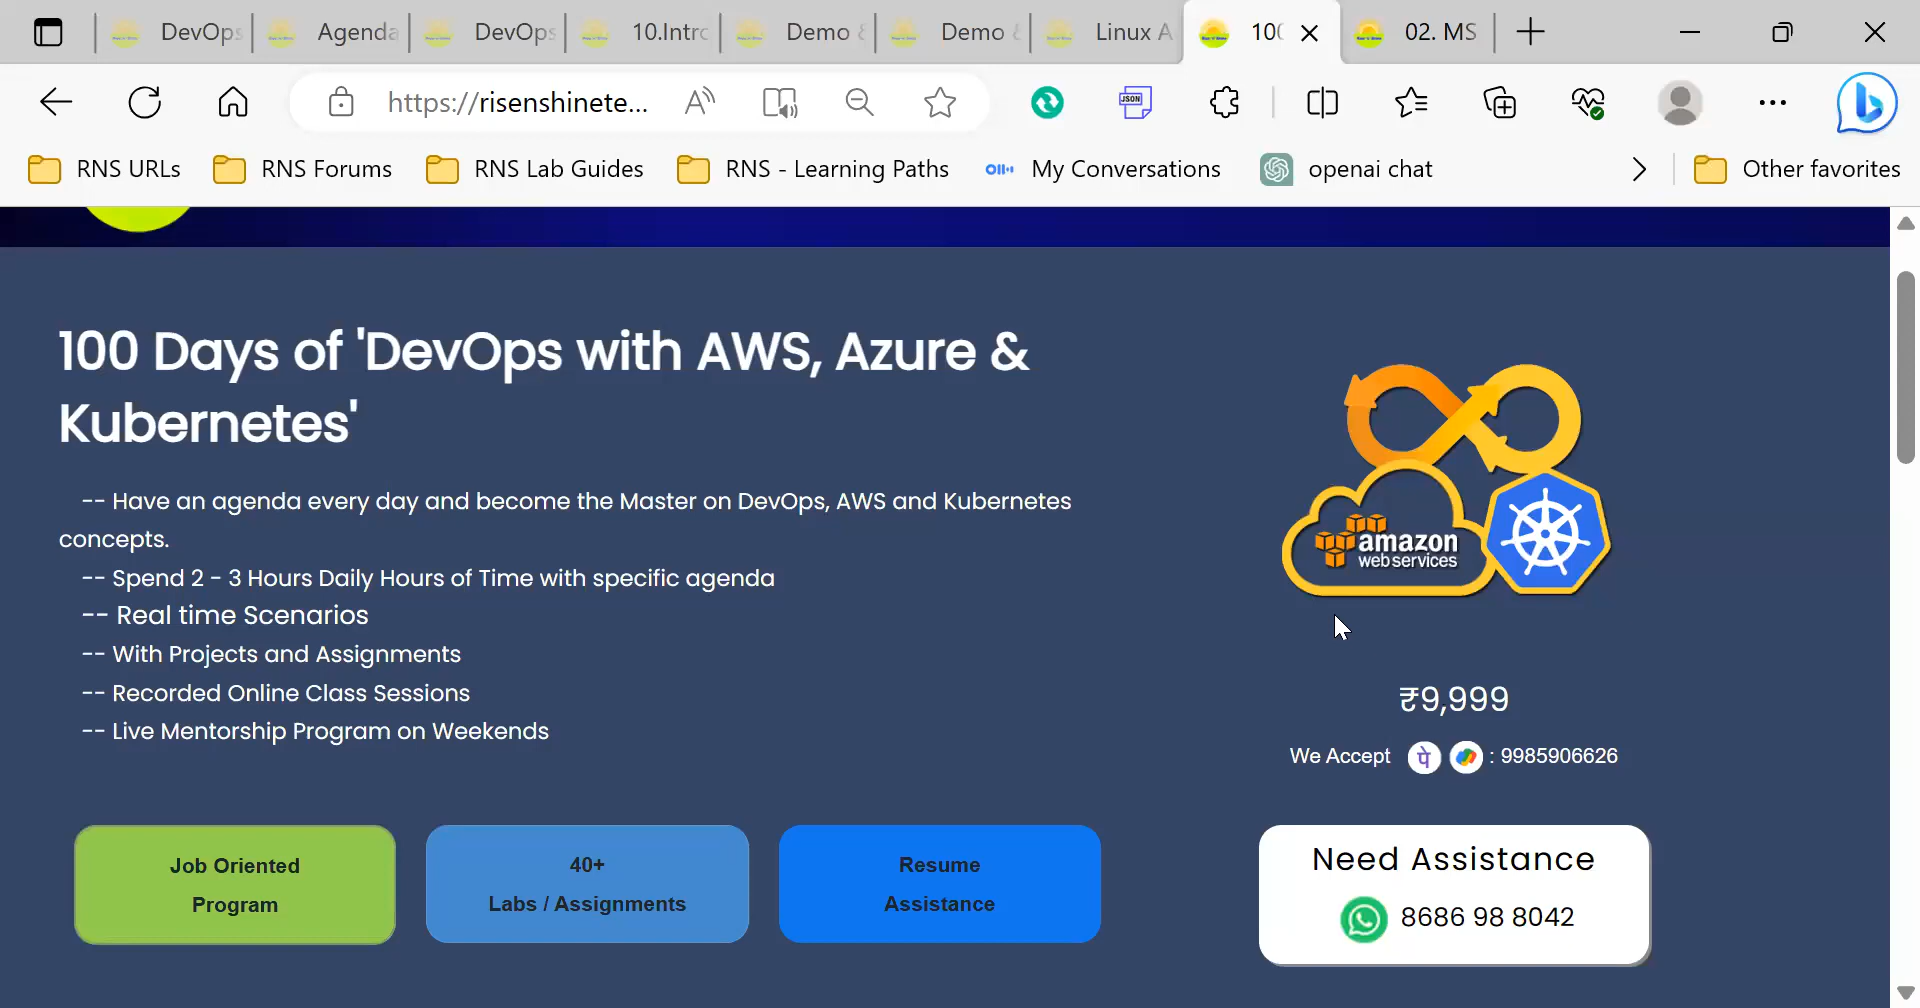 DevOps
Agenda
DevOps
10.Intro
Demo &
Demo &
Linux A
100
02. MS
https://risenshinete...
JSON
RNS URLs
RNS Forums
RNS Lab Guides
RNS - Learning Paths
My Conversations
openai chat
Other favorites
100 Days of 'DevOps with AWS, Azure &
Kubernetes'
-- Have an agenda every day and become the Master on DevOps, AWS and Kubernetes
concepts.
-- Spend 2 - 3 Hours Daily Hours of Time with specific agenda
-- Real time Scenarios
-- With Projects and Assignments
-- Recorded Online Class Sessions
-- Live Mentorship Program on Weekends
amazon
webservices
₹9,999
We Accept पे : 9985906626
Job Oriented
Program
40+
Labs / Assignments
Resume
Assistance
Need Assistance
8686 98 8042